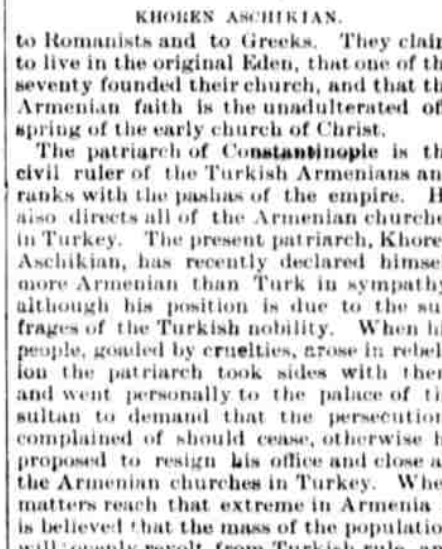 KHOREN ASCHIKIAN.
to Romanists and to Greeks. They clair
to live in the original Eden, that one of th
seventy founded their church, and that th
Armenian faith is the unadulterated of
spring of the early church of Christ.
The patriarch of Constantinople is th
civil ruler of the Turkish Armenians an
ranks with the pashas of the empire. H
also directs all of the Armenian churche
in Turkey. The present patriarch, Khore
Aschikian, has recently declared himse
more Armenian than Turk in sympathy
although his position is due to the su
frages of the Turkish nobility. When hi
people, goaded by cruelties, arose in rebel
ion the patriarch took sides with ther
and went personally to the palace of th
sultan to demand that the persecution
complained of should cease, otherwise h
proposed to resign his office and close a
the Armenian churches in Turkey. Whe
matters reach that extreme in Armenia
is believed that the mass of the populatio
will openly revolt from Turkish rule, an